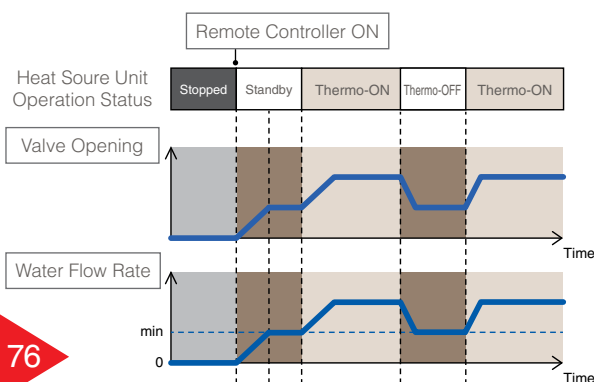 Remote Controller ON
Heat Soure Unit
Operation Status
Stopped
Standby
Thermo-ON
Thermo-OFF
Thermo-ON
Valve Opening
Time
Water Flow Rate
min
0
Time
76